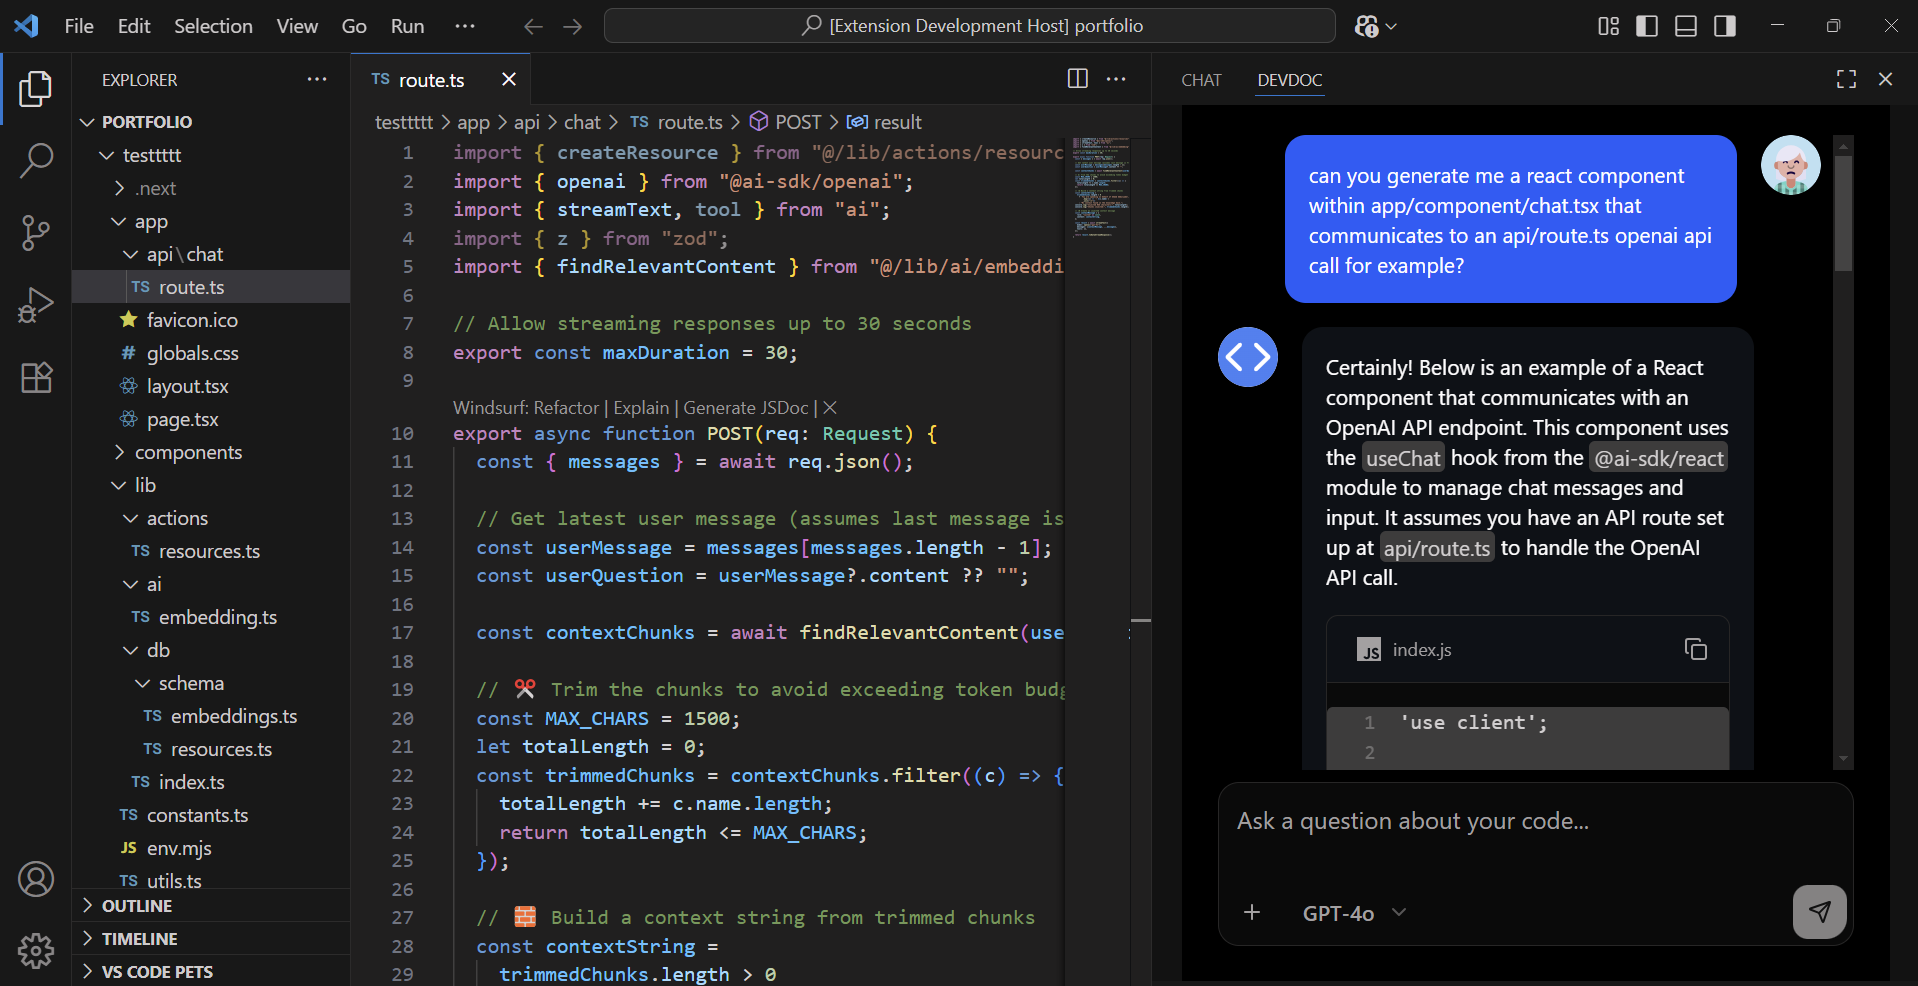 File Edit Selection View Go Run ···
[Extension Development Host] portfolio
EXPLORER
PORTFOLIO
testtttt
.next
app
api\chat
TS route.ts
favicon.ico
# globals.css
layout.tsx
page.tsx
components
lib
actions
TS resources.ts
ai
TS embedding.ts
db
schema
TS embeddings.ts
TS resources.ts
TS index.ts
TS constants.ts
JS env.mjs
TS utils.ts
OUTLINE
TIMELINE
VS CODE PETS
TS route.ts
testtttt > app > api > chat > TS route.ts > POST > result
1 import { createResource } from "@/lib/actions/resourc
2 import { openai } from "@ai-sdk/openai";
3 import { streamText, tool } from "ai";
4 import { z } from "zod";
5 import { findRelevantContent } from "@/lib/ai/embeddi
6
7 // Allow streaming responses up to 30 seconds
8 export const maxDuration = 30;
9
Windsurf: Refactor | Explain | Generate JSDoc | X
10 export async function POST(req: Request) {
11 const { messages } = await req.json();
12
13 // Get latest user message (assumes last message is
14 const userMessage = messages[messages.length - 1];
15 const userQuestion = userMessage?.content ?? "";
16
17 const contextChunks = await findRelevantContent(use
18
19 // ✂️ Trim the chunks to avoid exceeding token budg
20 const MAX_CHARS = 1500;
21 let totalLength = 0;
22 const trimmedChunks = contextChunks.filter((c) => {
23 totalLength += c.name.length;
24 return totalLength <= MAX_CHARS;
25 });
26
27 // 🧱 Build a context string from trimmed chunks
28 const contextString =
29 trimmedChunks.length > 0
CHAT DEVDOC
can you generate me a react component
within app/component/chat.tsx that
communicates to an api/route.ts openai api
call for example?
Certainly! Below is an example of a React
component that communicates with an
OpenAI API endpoint. This component uses
the useChat hook from the @ai-sdk/react
module to manage chat messages and
input. It assumes you have an API route set
up at api/route.ts to handle the OpenAI
API call.
JS index.js
1 'use client';
2
Ask a question about your code...
+ GPT-4o